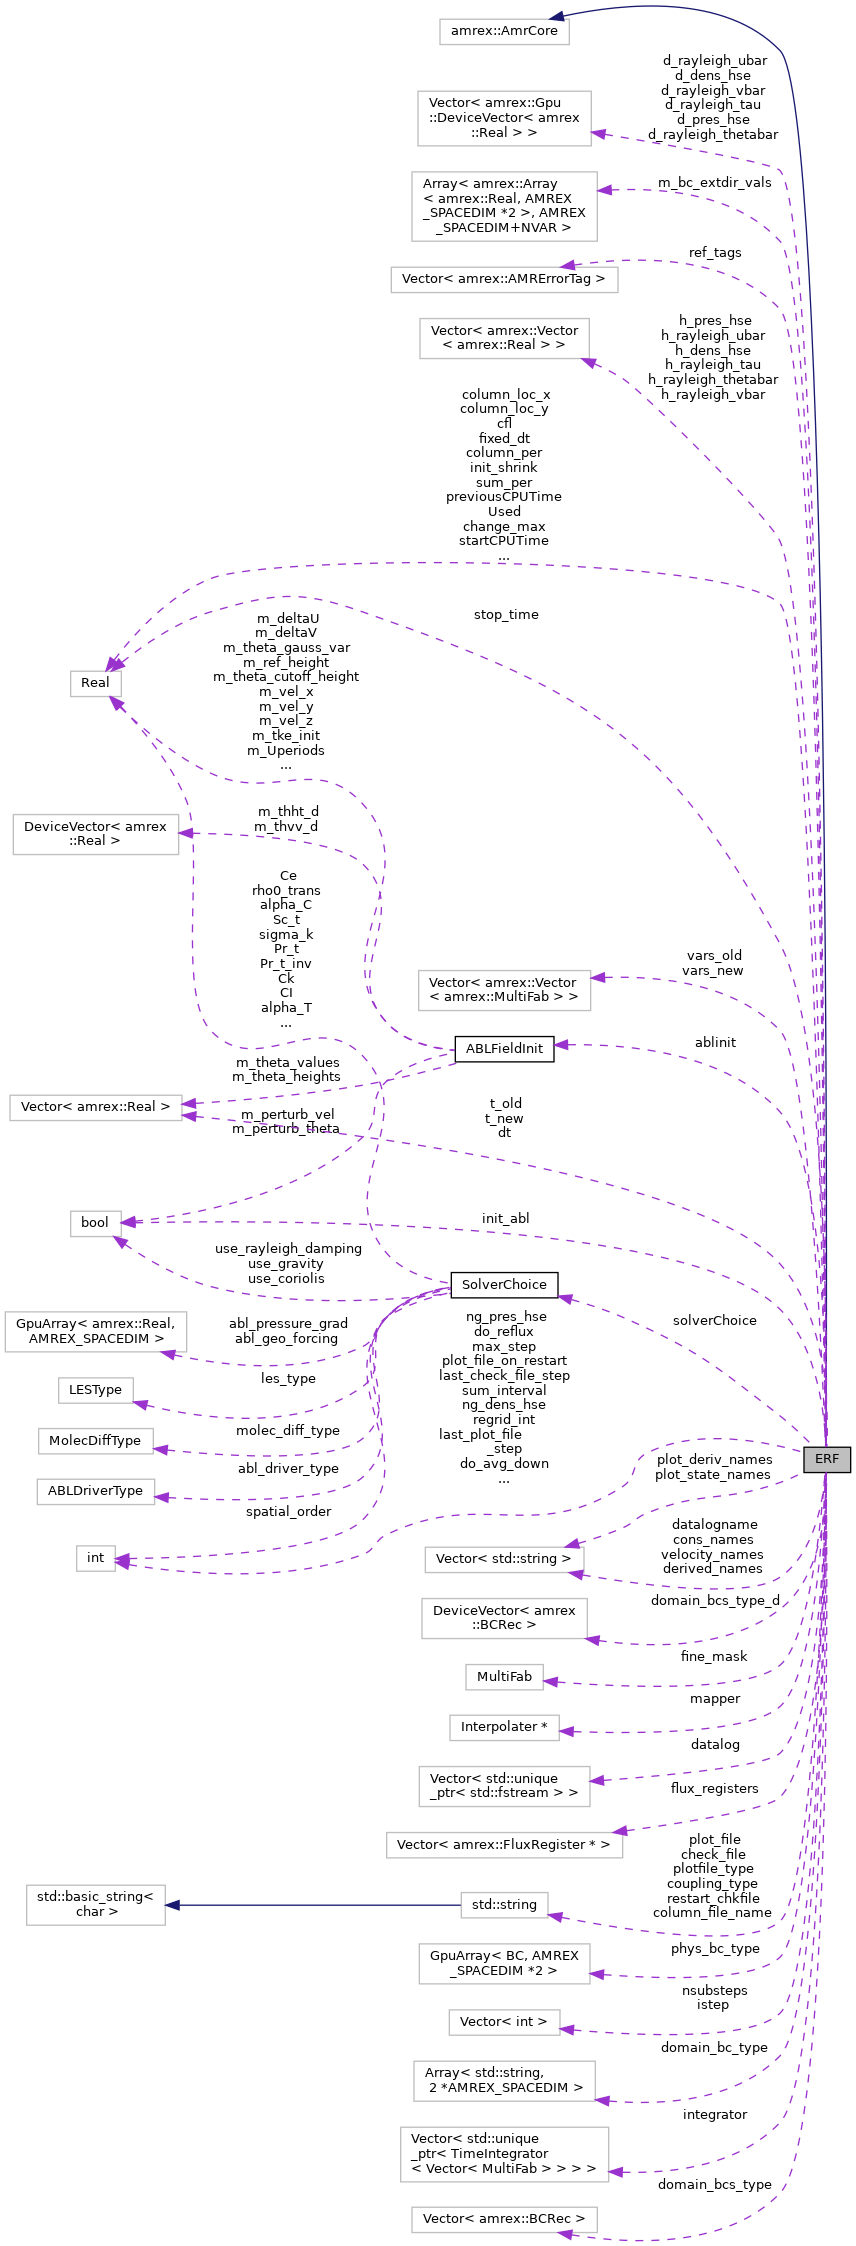 amrex::AmrCore
d_rayleigh_ubar
d_dens_hse
d_rayleigh_vbar
d_rayleigh_tau
d_pres_hse
d_rayleigh_thetabar
Vector< amrex::Gpu
::DeviceVector< amrex
::Real > >
m_bc_extdir_vals
Array< amrex::Array
< amrex::Real, AMREX
_SPACEDIM *2 >, AMREX
_SPACEDIM+NVAR >
ref_tags
Vector< amrex::AMRErrorTag >
h_pres_hse
h_rayleigh_ubar
h_dens_hse
h_rayleigh_tau
h_rayleigh_thetabar
h_rayleigh_vbar
Vector< amrex::Vector
< amrex::Real > >
column_loc_x
column_loc_y
cfl
fixed_dt
column_per
init_shrink
sum_per
previousCPUTime
Used
change_max
startCPUTime
...
stop_time
m_deltaU
m_deltaV
m_theta_gauss_var
m_ref_height
m_theta_cutoff_height
m_vel_x
m_vel_y
m_vel_z
m_tke_init
m_Uperiods
...
Real
m_thht_d
m_thvv_d
DeviceVector< amrex
::Real >
Ce
rho0_trans
alpha_C
Sc_t
sigma_k
Pr_t
Pr_t_inv
Ck
CI
alpha_T
...
vars_old
vars_new
Vector< amrex::Vector
< amrex::MultiFab > >
ablinit
ABLFieldInit
m_theta_values
m_theta_heights
Vector< amrex::Real >
m_perturb_vel
m_perturb_theta
t_old
t_new
dt
bool
init_abl
use_rayleigh_damping
use_gravity
use_coriolis
SolverChoice
solverChoice
GpuArray< amrex::Real,
AMREX_SPACEDIM >
abl_pressure_grad
abl_geo_forcing
ng_pres_hse
do_reflux
max_step
plot_file_on_restart
last_check_file_step
sum_interval
ng_dens_hse
regrid_int
last_plot_file
_step
do_avg_down
...
les_type
LESType
molec_diff_type
MolecDiffType
abl_driver_type
ABLDriverType
spatial_order
int
ERF
plot_deriv_names
plot_state_names
datalogname
cons_names
velocity_names
derived_names
Vector< std::string >
domain_bcs_type_d
DeviceVector< amrex
::BCRec >
fine_mask
MultiFab
mapper
Interpolater *
datalog
Vector< std::unique
_ptr< std::fstream > >
flux_registers
Vector< amrex::FluxRegister * >
plot_file
check_file
plotfile_type
coupling_type
restart_chkfile
column_file_name
std::basic_string<
char >
std::string
phys_bc_type
GpuArray< BC, AMREX
_SPACEDIM *2 >
nsubsteps
istep
Vector< int >
domain_bc_type
Array< std::string,
2 *AMREX_SPACEDIM >
integrator
Vector< std::unique
_ptr< TimeIntegrator
< Vector< MultiFab > > > >
domain_bcs_type
Vector< amrex::BCRec >